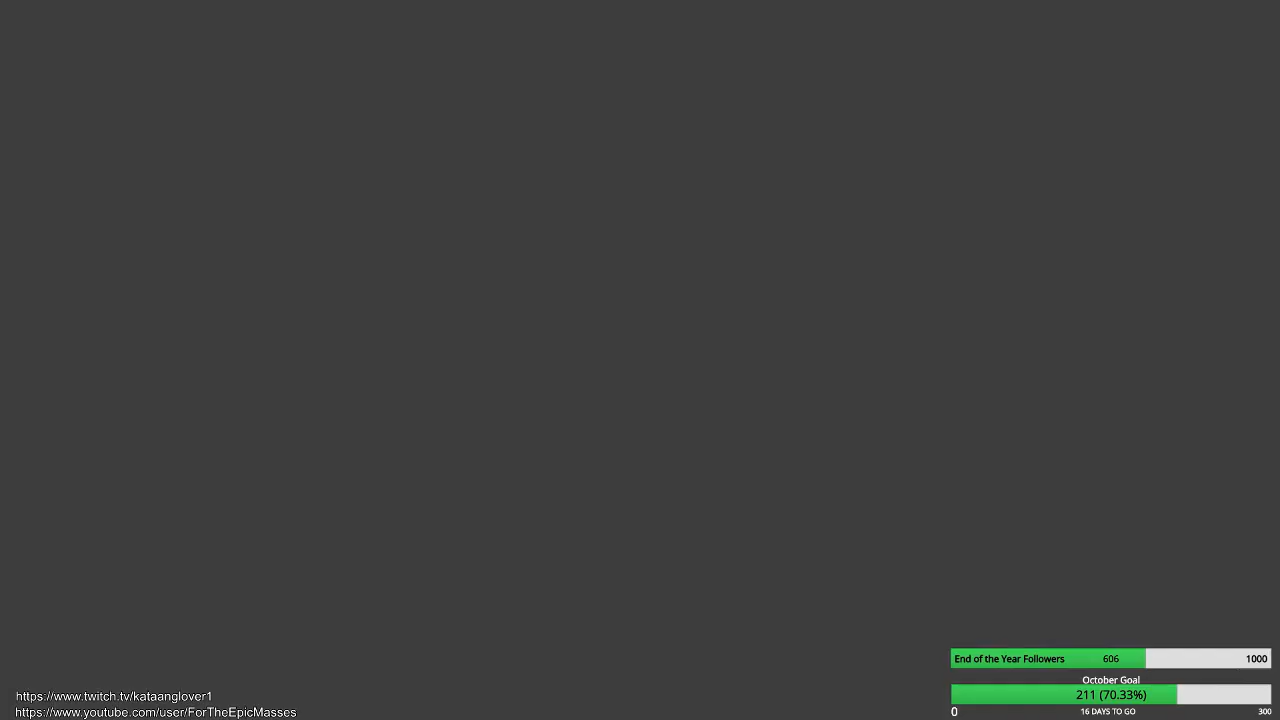 End of the Year Followers 606 1000
October Goal
211 (70.33%)
0 16 DAYS TO GO 300
https://www.twitch.tv/kataanglover1
https://www.youtube.com/user/ForTheEpicMasses